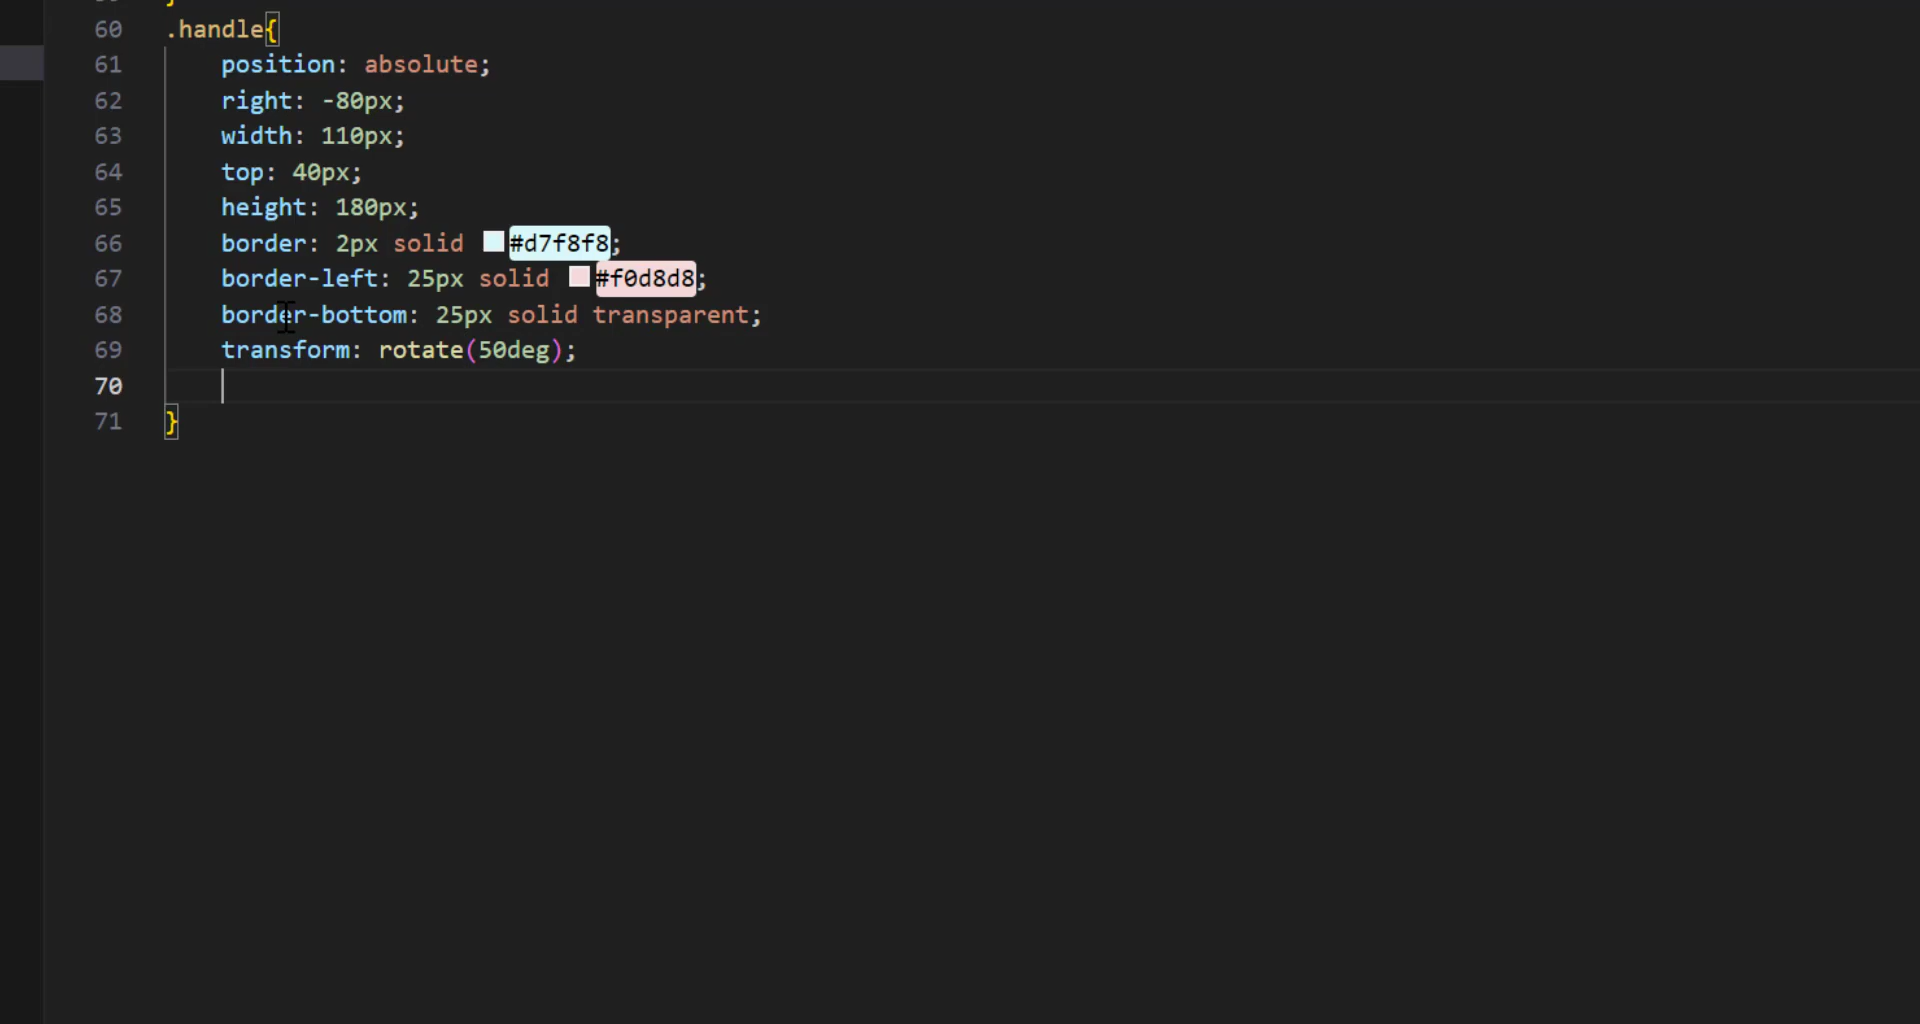 60 .handle{
61 position: absolute;
62 right: -80px;
63 width: 110px;
64 top: 40px;
65 height: 180px;
66 border: 2px solid #d7f8f8;
67 border-left: 25px solid #f0d8d8;
68 border-bottom: 25px solid transparent;
69 transform: rotate(50deg);
70
71 }